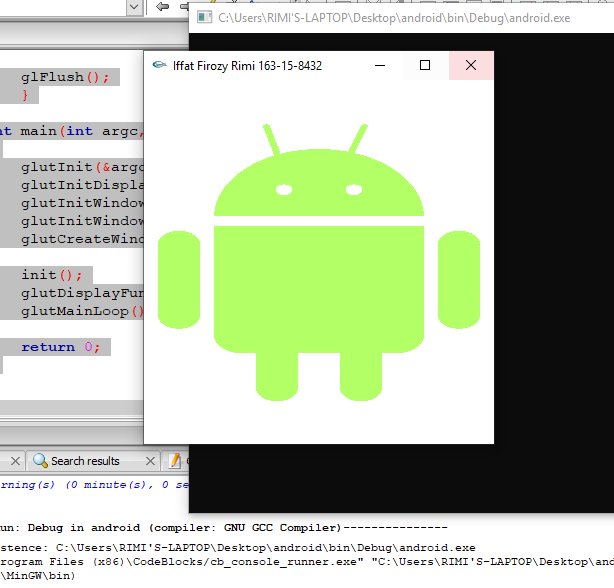 C:\Users\RIMI'S-LAPTOP\Desktop\android\bin\Debug\android.exe
Iffat Firozy Rimi 163-15-8432
glFlush();
}
nt main(int argc,
glutInit(&argc
glutInitDispla
glutInitWindow
glutInitWindow
glutCreateWind
init();
glutDisplayFun
glutMainLoop()
return 0;
Search results
rning(s) (0 minute(s), 0 se
un: Debug in android (compiler: GNU GCC Compiler)---------------
stence: C:\Users\RIMI'S-LAPTOP\Desktop\android\bin\Debug\android.exe
rogram Files (x86)\CodeBlocks/cb_console_runner.exe" "C:\Users\RIMI'S-LAPTOP\Desktop\and
\MinGW\bin)